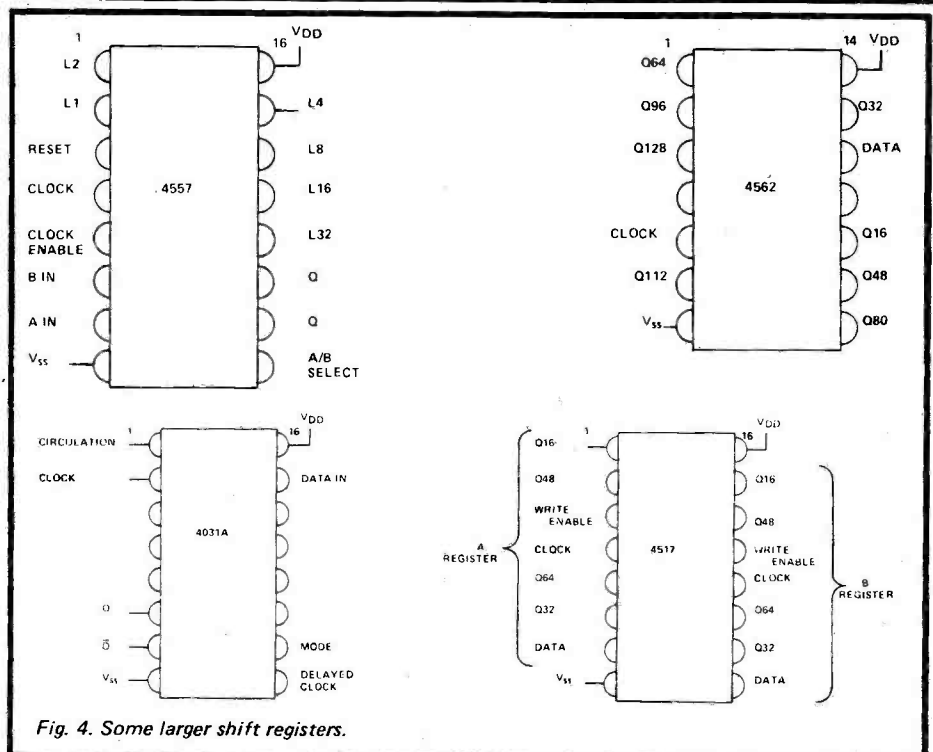 1
16
VDD
L2
L1
L4
RESET
L8
CLOCK
4557
L16
CLOCK
ENABLE
L32
B IN
Q
A IN
Q
VSS
A/B
SELECT
1
14
VDD
Q64
Q96
Q32
Q128
DATA
4562
CLOCK
Q16
Q112
Q48
VSS
Q80
1
16
VDD
CIRCULATION
CLOCK
DATA IN
4031A
Q
Q̅
MODE
VSS
DELAYED
CLOCK
1
16
VDD
Q16
Q16
Q48
Q48
WRITE
ENABLE
A
REGISTER
CLOCK
4517
WRITE
ENABLE
CLOCK
B
REGISTER
Q64
Q64
Q32
Q32
DATA
DATA
VSS
Fig. 4. Some larger shift registers.